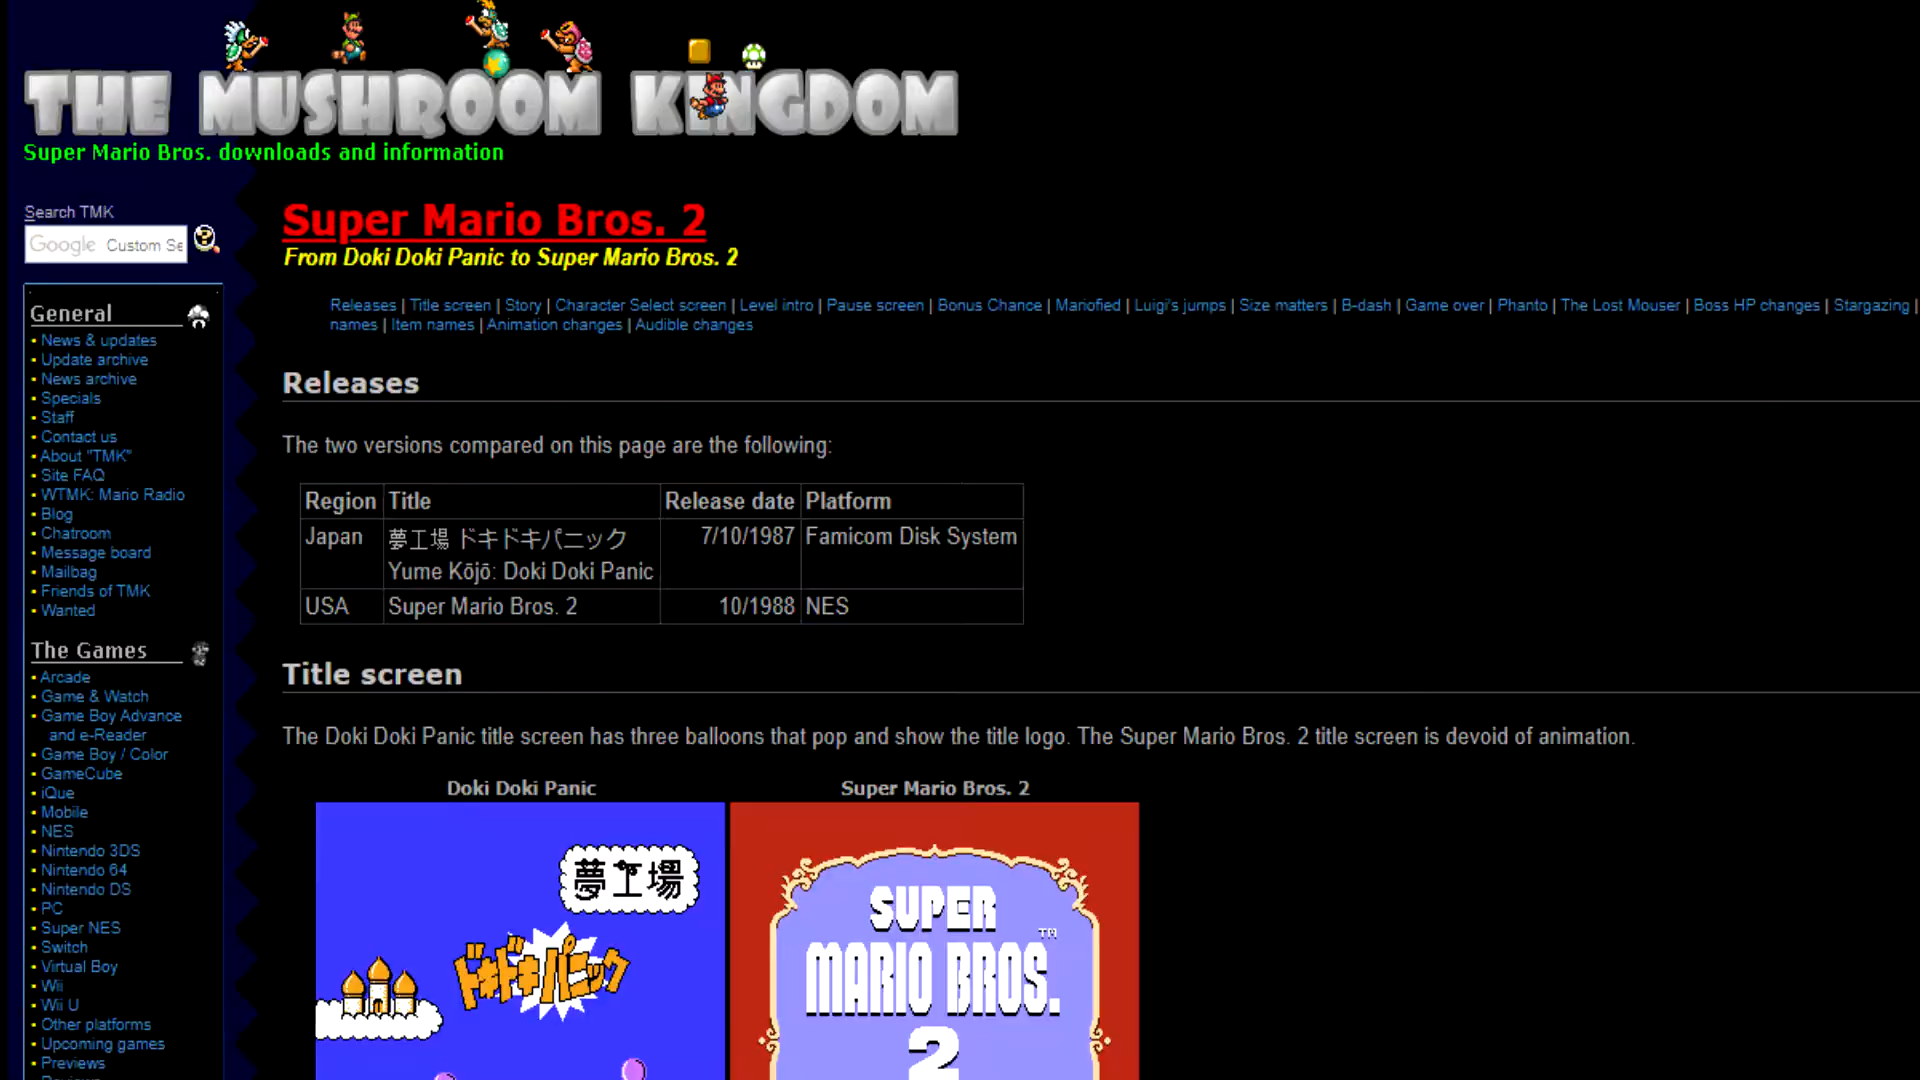 THE MUSHROOM KINGDOM
Super Mario Bros. downloads and information
Search TMK
Google Custom Se
General
News & updates
Update archive
News archive
Specials
Staff
Contact us
About "TMK"
Site FAQ
WTMK: Mario Radio
Blog
Chatroom
Message board
Mailbag
Friends of TMK
Wanted
The Games
Arcade
Game & Watch
Game Boy Advance
and e-Reader
Game Boy / Color
GameCube
iQue
Mobile
NES
Nintendo 3DS
Nintendo 64
Nintendo DS
PC
Super NES
Switch
Virtual Boy
Wii
Wii U
Other platforms
Upcoming games
Previews
Super Mario Bros. 2
From Doki Doki Panic to Super Mario Bros. 2
Releases | Title screen | Story | Character Select screen | Level intro | Pause screen | Bonus Chance | Mariofied | Luigi's jumps | Size matters | B-dash | Game over | Phanto | The Lost Mouser | Boss HP changes | Stargazing |
names | Item names | Animation changes | Audible changes
Releases
The two versions compared on this page are the following:
Region Title Release date Platform
Japan 夢工場 ドキドキパニック 7/10/1987 Famicom Disk System
Yume Kōjō: Doki Doki Panic
USA Super Mario Bros. 2 10/1988 NES
Title screen
The Doki Doki Panic title screen has three balloons that pop and show the title logo. The Super Mario Bros. 2 title screen is devoid of animation.
Doki Doki Panic Super Mario Bros. 2
夢工場
ドキドキパニック
SUPER
MARIO BROS.™
2